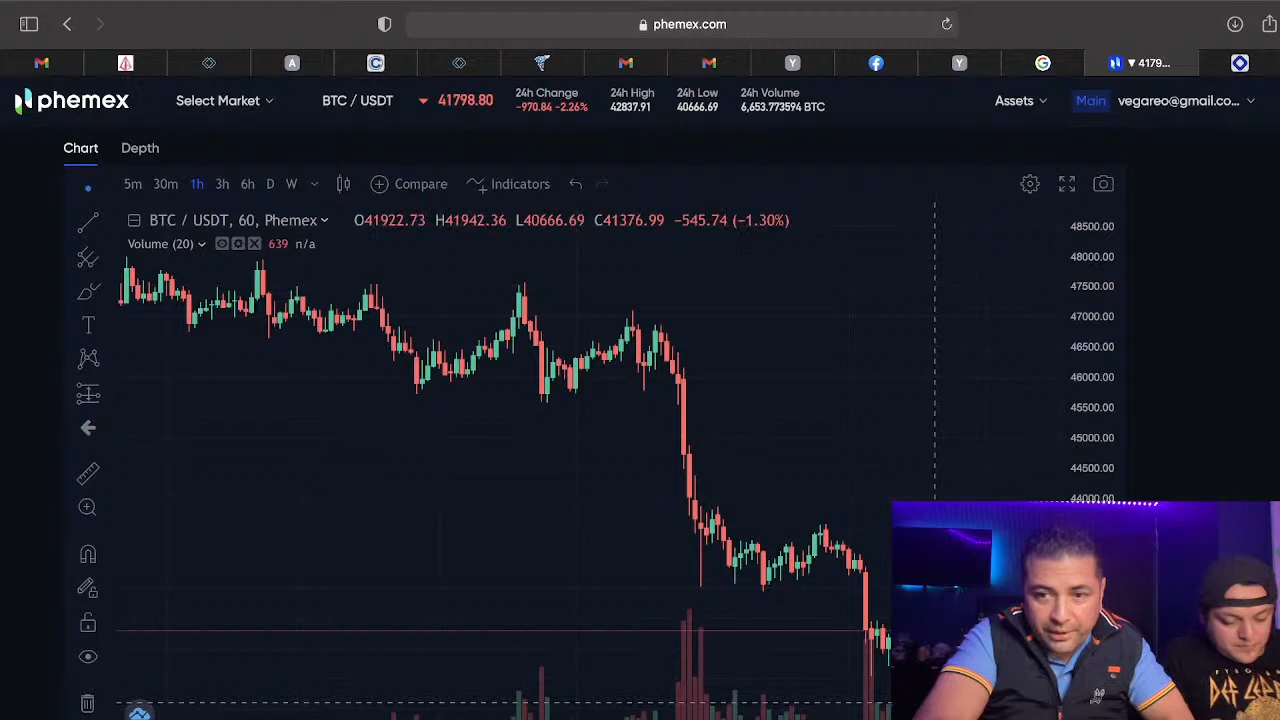 phemex.com
A
C
Y
Y
▼ 4179...
phemex
Select Market
BTC / USDT
41798.80
24h Change
-970.84 -2.26%
24h High
42837.91
24h Low
40666.69
24h Volume
6,653.773594 BTC
Assets
Main
vegareo@gmail.co...
Chart
Depth
5m 30m 1h 3h 6h D W
Compare
Indicators
BTC / USDT, 60, Phemex
O41922.73 H41942.36 L40666.69 C41376.99 −545.74 (−1.30%)
Volume (20)
639 n/a
48500.00
48000.00
47500.00
47000.00
46500.00
46000.00
45500.00
45000.00
44500.00
44000.00
DEF LEP